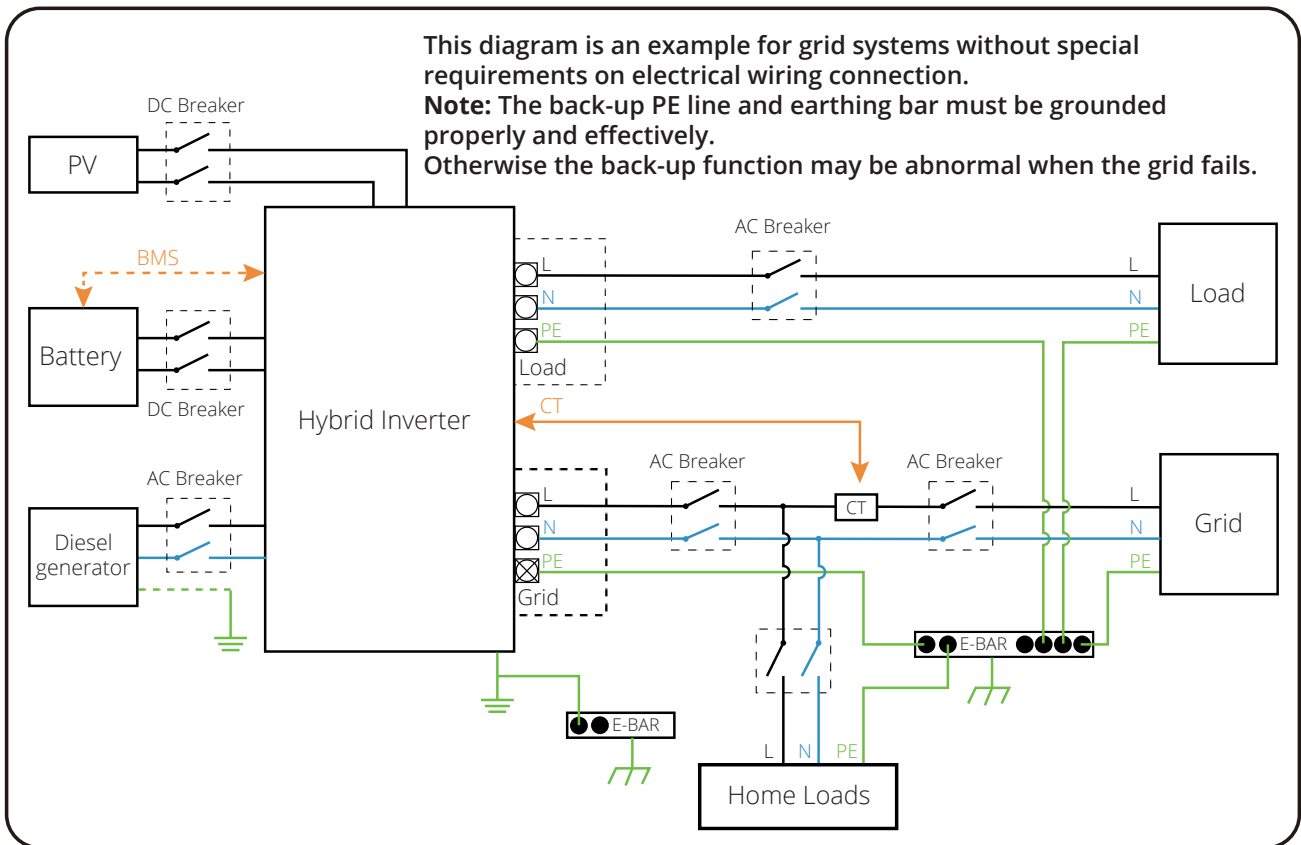 This diagram is an example for grid systems without special
requirements on electrical wiring connection.
Note: The back-up PE line and earthing bar must be grounded
properly and effectively.
Otherwise the back-up function may be abnormal when the grid fails.
DC Breaker
PV
BMS
Battery
DC Breaker
AC Breaker
Diesel
generator
Hybrid Inverter
L
N
PE
Load
AC Breaker
L
N
PE
Load
CT
AC Breaker
CT
AC Breaker
L
N
PE
Grid
L
N
PE
Grid
E-BAR
E-BAR
L
N
PE
Home Loads